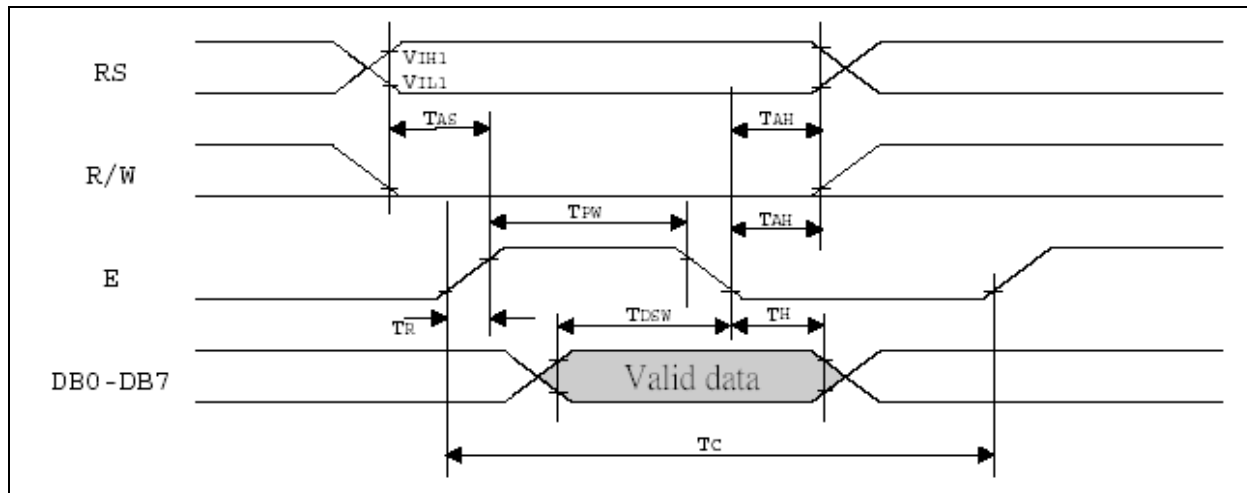 RS
VIH1
VIL1
TAS
TAH
R/W
TPW
TAH
E
TR
TDSW
TH
DB0-DB7
Valid data
TC